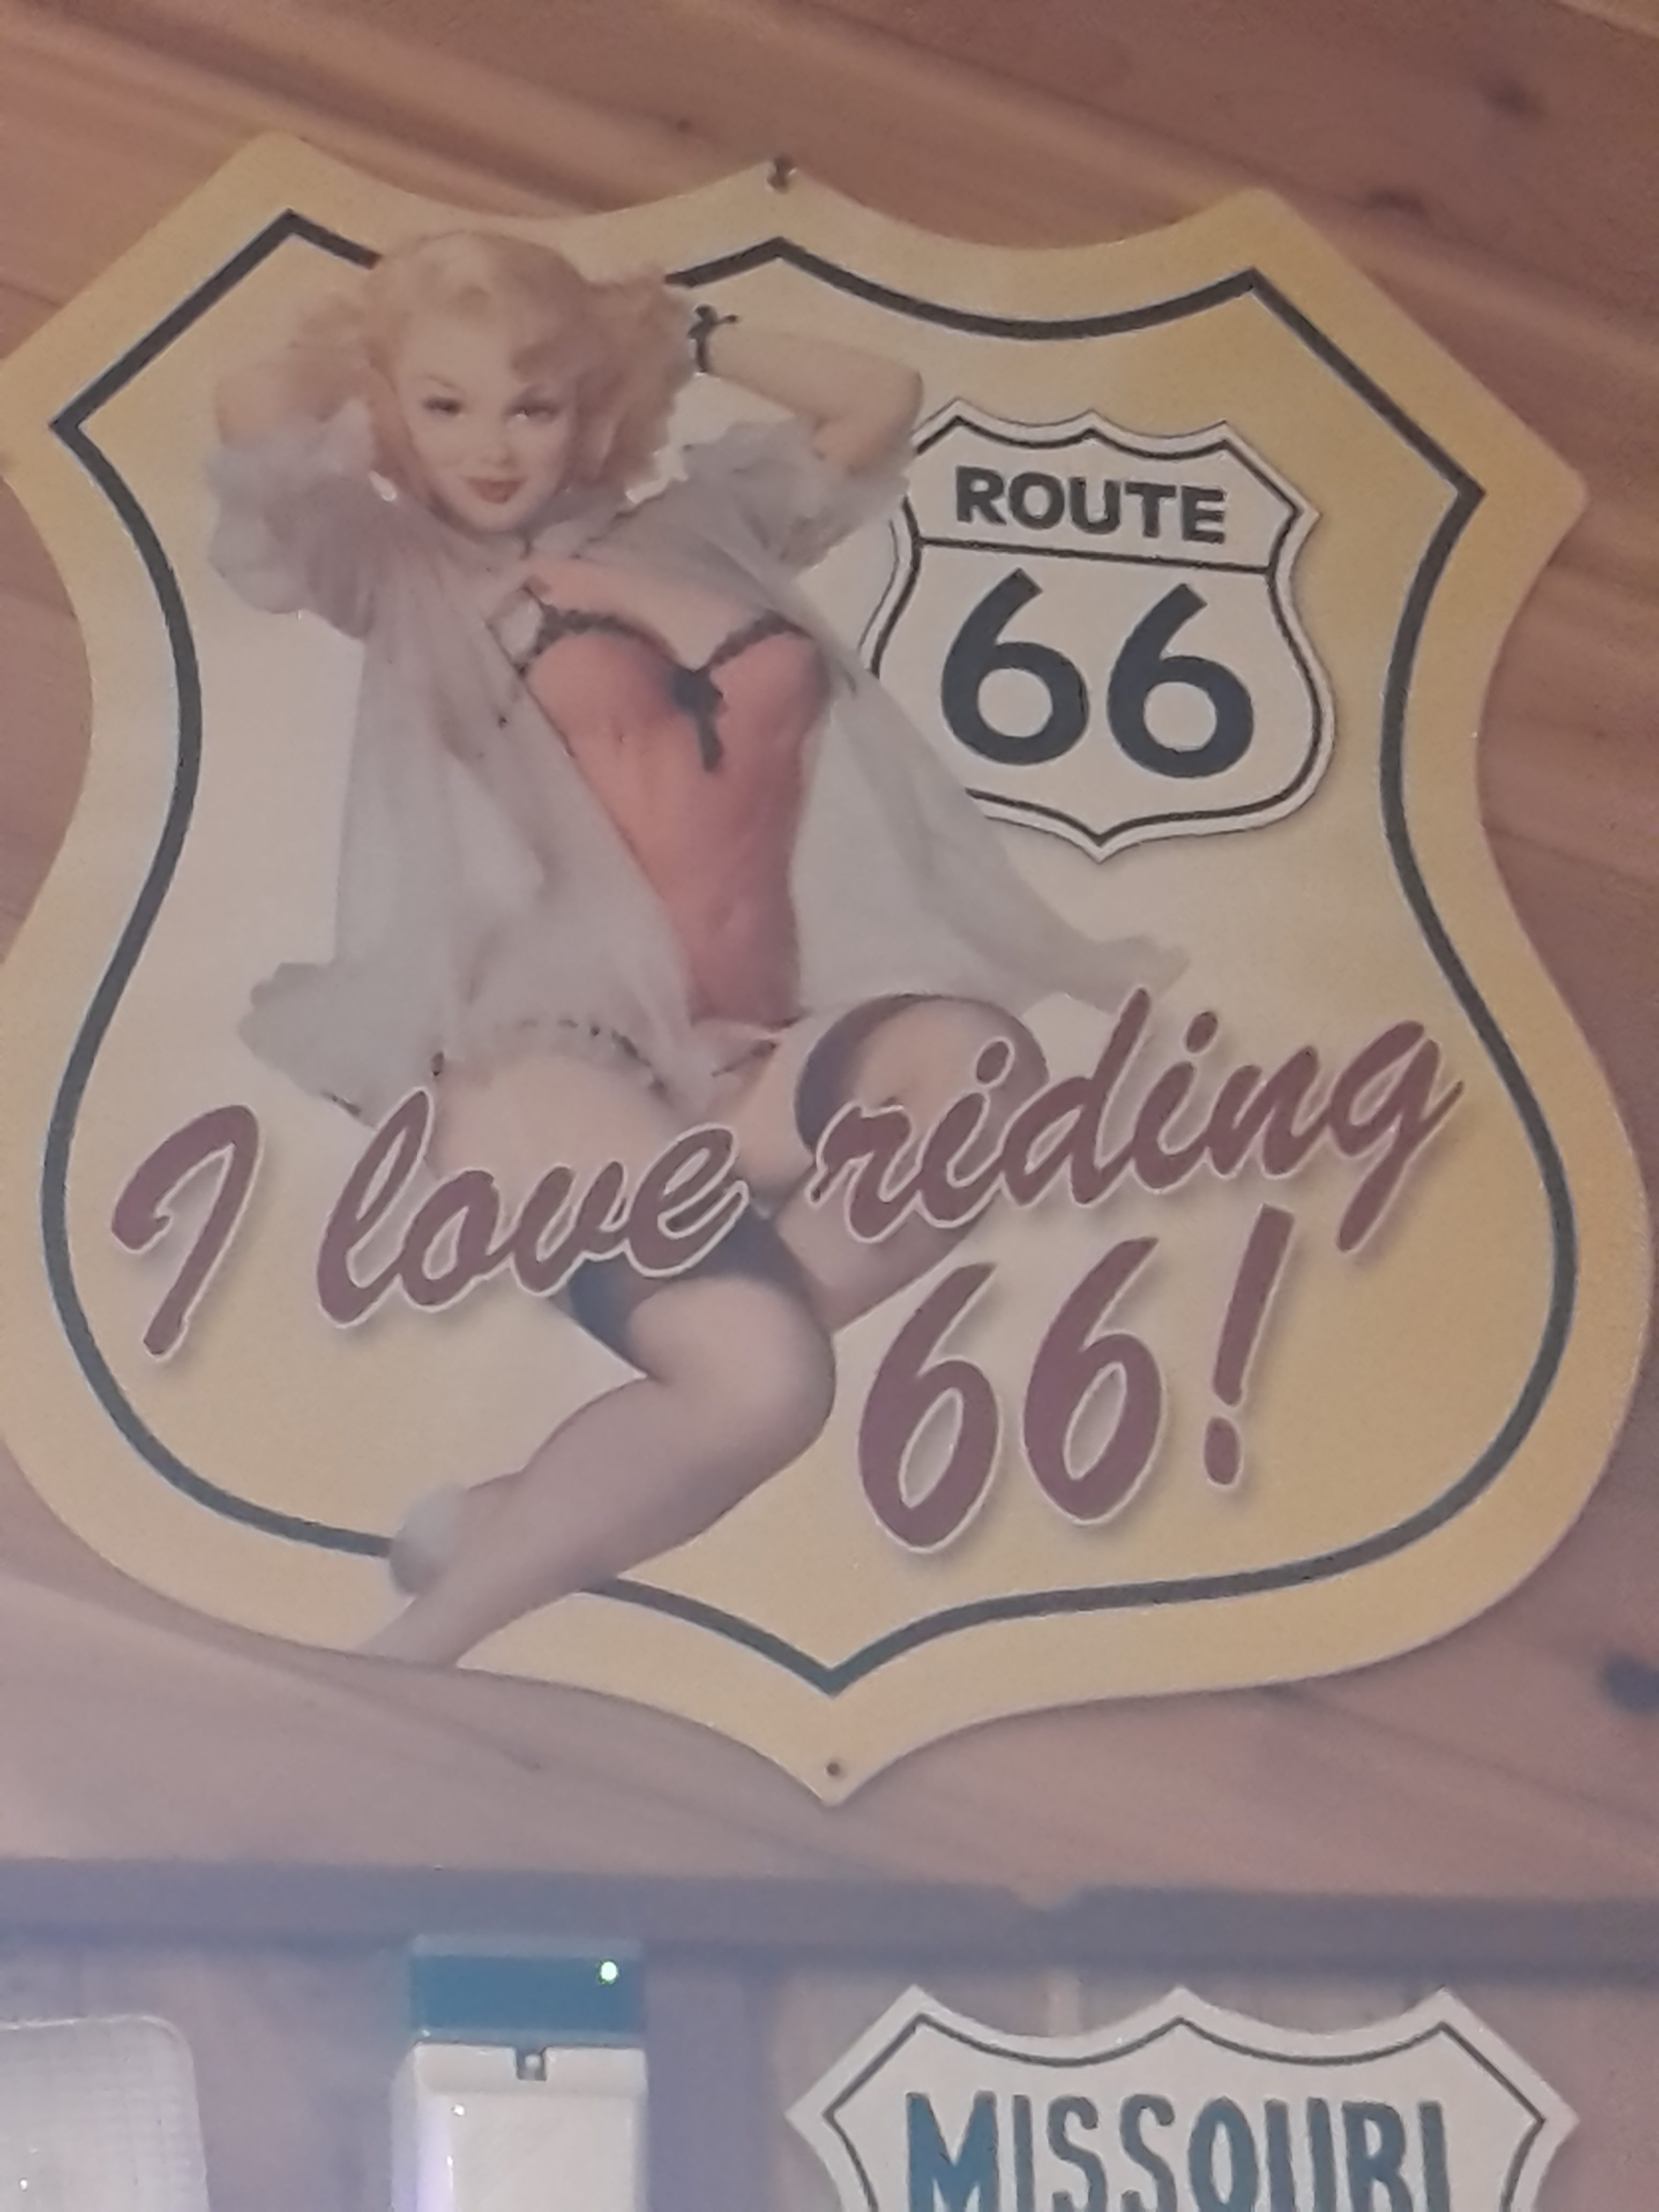 ROUTE
66
I love riding
66!
MISSOURI